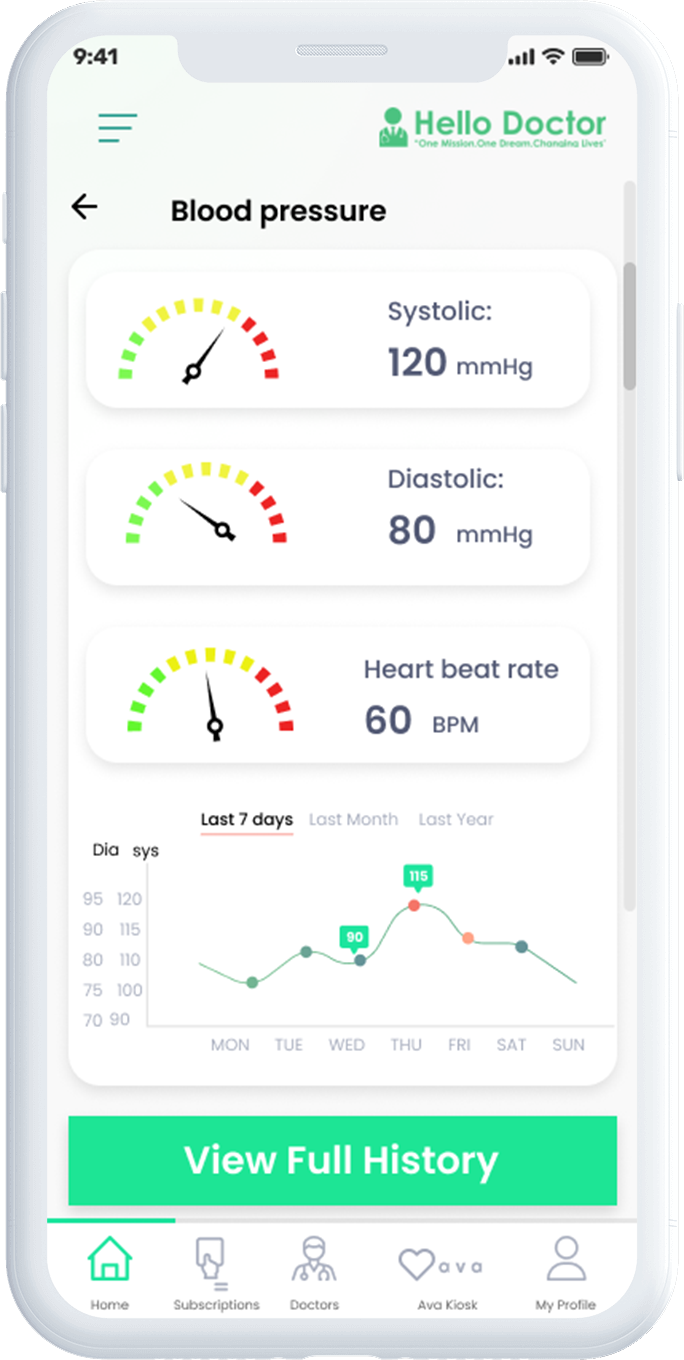 9:41
Hello Doctor
"One Mission.One Dream.Changing Lives"
Blood pressure
Systolic:
120 mmHg
Diastolic:
80 mmHg
Heart beat rate
60 BPM
Last 7 days Last Month Last Year
Dia sys
115
95 120
90 115
90
80 110
75 100
70 90
MON TUE WED THU FRI SAT SUN
View Full History
ava
Home Subscriptions Doctors Ava Kiosk My Profile